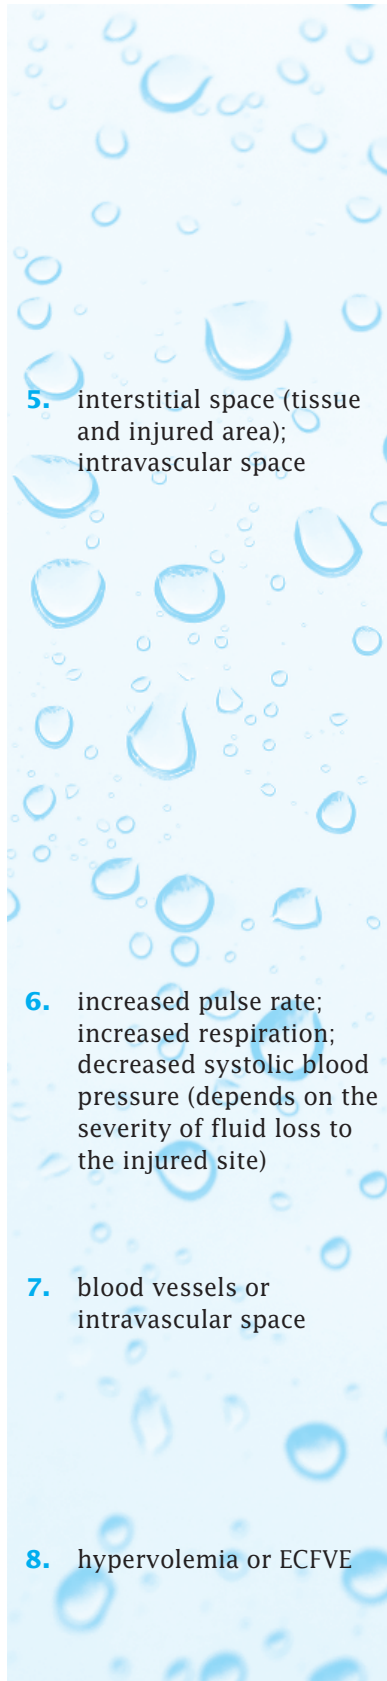 5. interstitial space (tissue
and injured area);
intravascular space
6. increased pulse rate;
increased respiration;
decreased systolic blood
pressure (depends on the
severity of fluid loss to
the injured site)
7. blood vessels or
intravascular space
8. hypervolemia or ECFVE